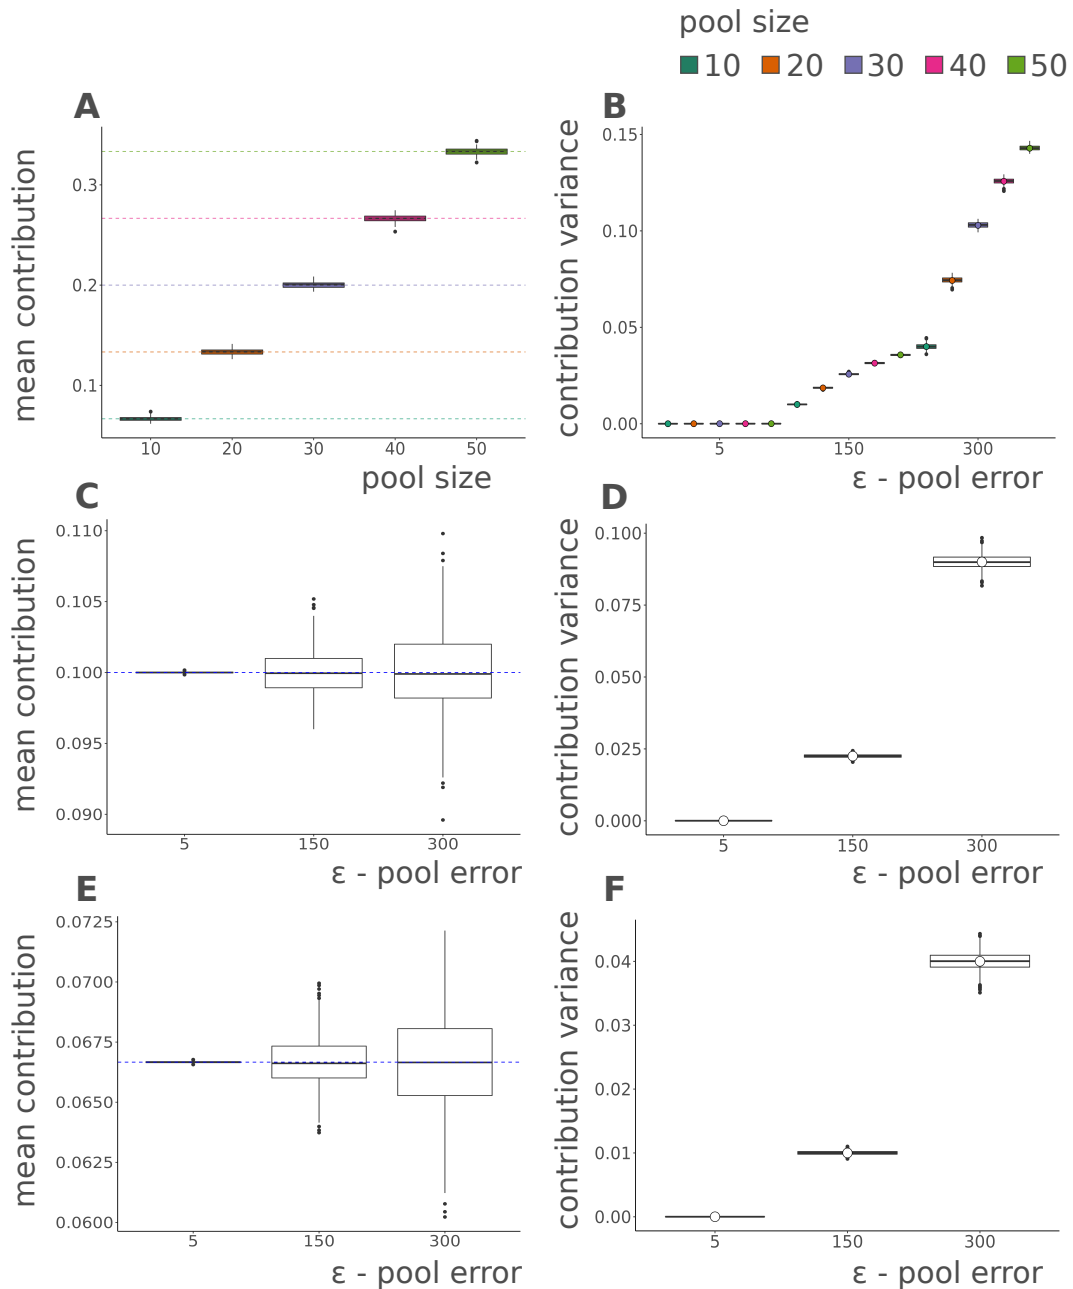 pool size
10 20 30 40 50
A
mean contribution
0.3
0.2
0.1
10 20 30 40 50
pool size
B
contribution variance
0.15
0.10
0.05
0.00
5 150 300
ε - pool error
C
mean contribution
0.110
0.105
0.100
0.095
0.090
5 150 300
ε - pool error
D
contribution variance
0.100
0.075
0.050
0.025
0.000
5 150 300
ε - pool error
E
mean contribution
0.0725
0.0700
0.0675
0.0650
0.0625
0.0600
5 150 300
ε - pool error
F
contribution variance
0.04
0.03
0.02
0.01
0.00
5 150 300
ε - pool error